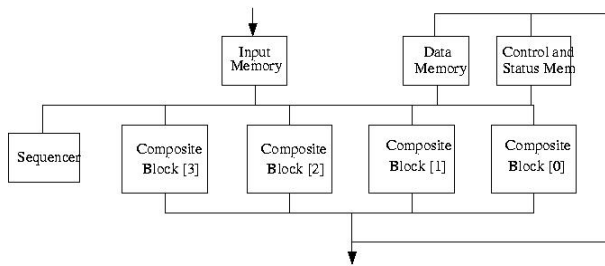 Input
Memory
Data
Memory
Control and
Status Mem
Sequencer
Composite
Block [3]
Composite
Block [2]
Composite
Block [1]
Composite
Block [0]